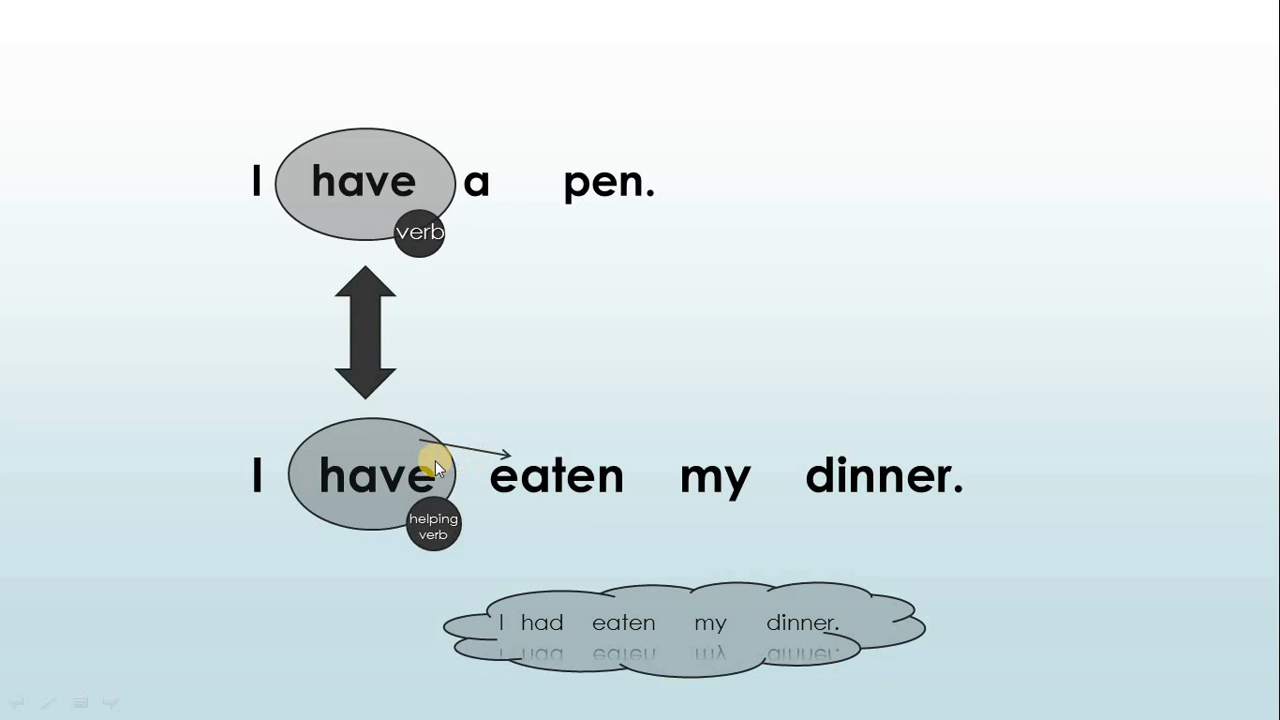 I have a pen.
verb
I have eaten my dinner.
helping
verb
I had eaten my dinner.